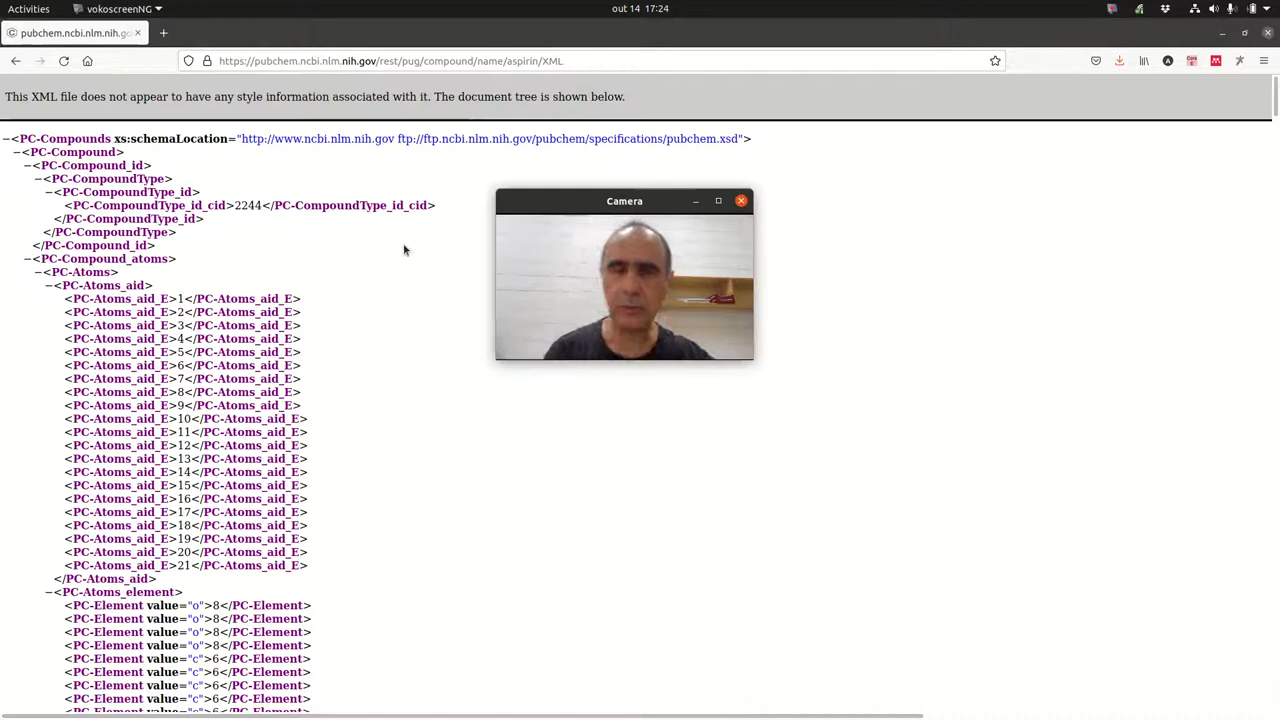 Activities vokoscreenNG out 14 17:24
pubchem.ncbi.nlm.nih.go
https://pubchem.ncbi.nlm.nih.gov/rest/pug/compound/name/aspirin/XML
This XML file does not appear to have any style information associated with it. The document tree is shown below.
−<PC-Compounds xs:schemaLocation="http://www.ncbi.nlm.nih.gov ftp://ftp.ncbi.nlm.nih.gov/pubchem/specifications/pubchem.xsd">
−<PC-Compound>
−<PC-Compound_id>
−<PC-CompoundType>
−<PC-CompoundType_id>
<PC-CompoundType_id_cid>2244</PC-CompoundType_id_cid>
</PC-CompoundType_id>
</PC-CompoundType>
</PC-Compound_id>
−<PC-Compound_atoms>
−<PC-Atoms>
−<PC-Atoms_aid>
<PC-Atoms_aid_E>1</PC-Atoms_aid_E>
<PC-Atoms_aid_E>2</PC-Atoms_aid_E>
<PC-Atoms_aid_E>3</PC-Atoms_aid_E>
<PC-Atoms_aid_E>4</PC-Atoms_aid_E>
<PC-Atoms_aid_E>5</PC-Atoms_aid_E>
<PC-Atoms_aid_E>6</PC-Atoms_aid_E>
<PC-Atoms_aid_E>7</PC-Atoms_aid_E>
<PC-Atoms_aid_E>8</PC-Atoms_aid_E>
<PC-Atoms_aid_E>9</PC-Atoms_aid_E>
<PC-Atoms_aid_E>10</PC-Atoms_aid_E>
<PC-Atoms_aid_E>11</PC-Atoms_aid_E>
<PC-Atoms_aid_E>12</PC-Atoms_aid_E>
<PC-Atoms_aid_E>13</PC-Atoms_aid_E>
<PC-Atoms_aid_E>14</PC-Atoms_aid_E>
<PC-Atoms_aid_E>15</PC-Atoms_aid_E>
<PC-Atoms_aid_E>16</PC-Atoms_aid_E>
<PC-Atoms_aid_E>17</PC-Atoms_aid_E>
<PC-Atoms_aid_E>18</PC-Atoms_aid_E>
<PC-Atoms_aid_E>19</PC-Atoms_aid_E>
<PC-Atoms_aid_E>20</PC-Atoms_aid_E>
<PC-Atoms_aid_E>21</PC-Atoms_aid_E>
</PC-Atoms_aid>
−<PC-Atoms_element>
<PC-Element value="o">8</PC-Element>
<PC-Element value="o">8</PC-Element>
<PC-Element value="o">8</PC-Element>
<PC-Element value="o">8</PC-Element>
<PC-Element value="c">6</PC-Element>
<PC-Element value="c">6</PC-Element>
<PC-Element value="c">6</PC-Element>
<PC-Element value="c">6</PC-Element>
<PC-Element value="c">6</PC-Element>
Camera